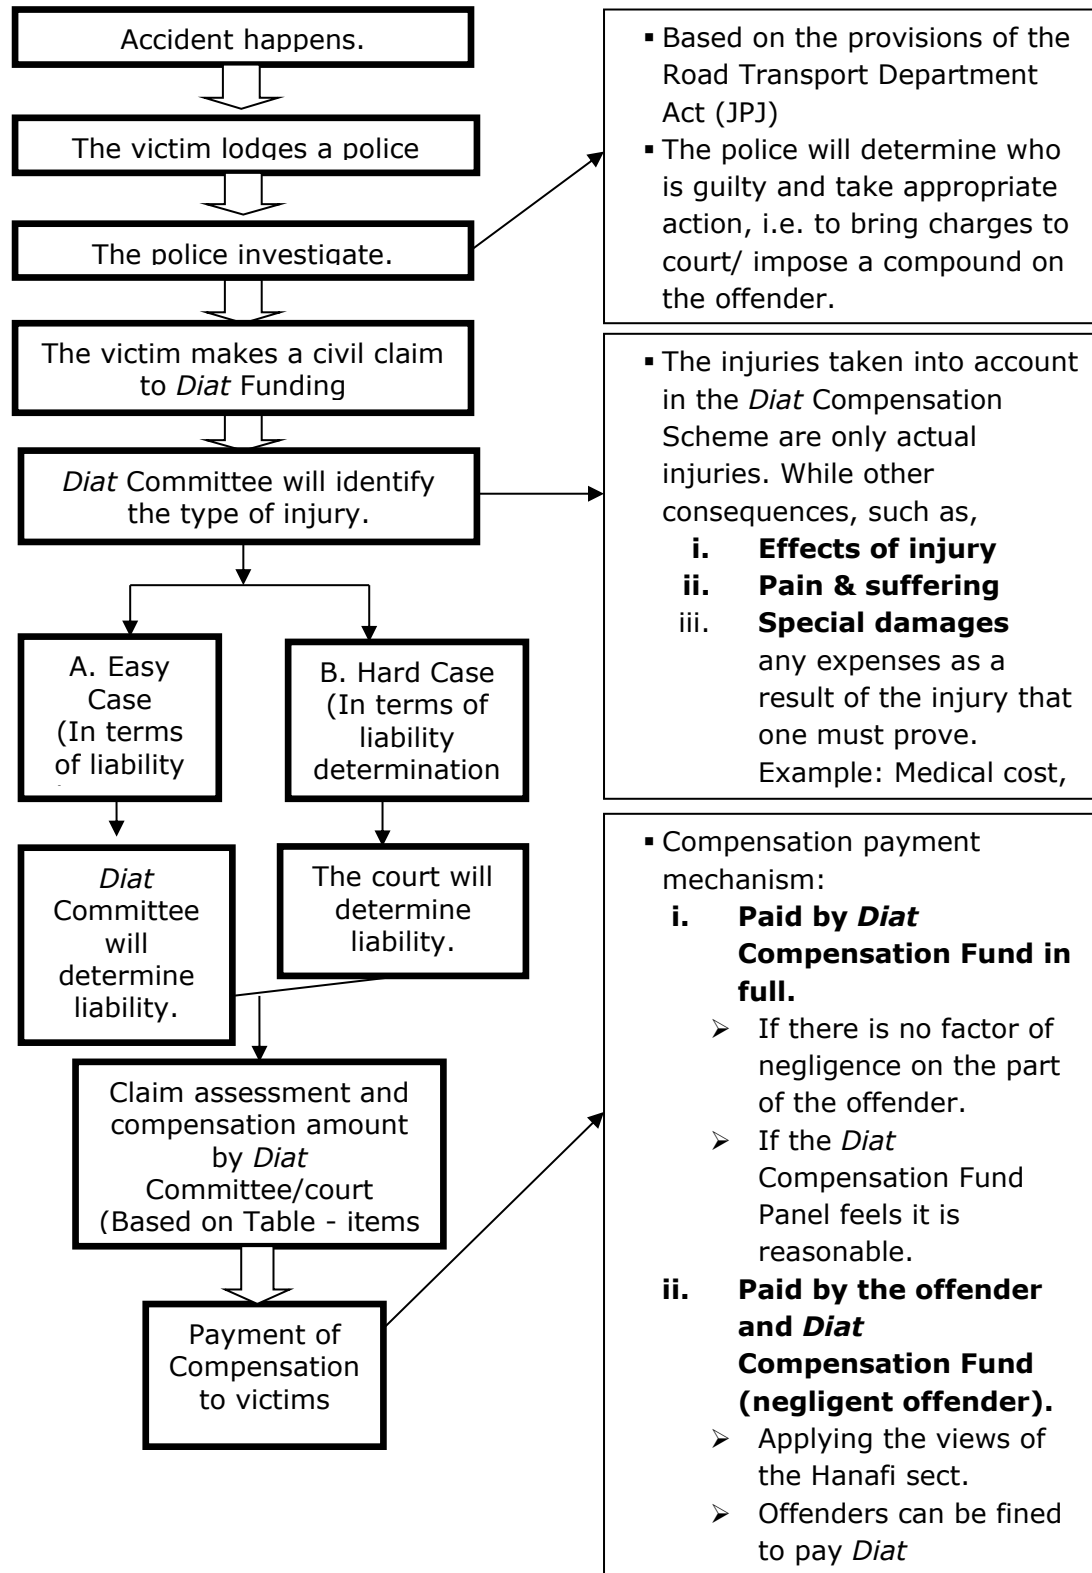 Accident happens.
The victim lodges a police
The police investigate.
The victim makes a civil claim
to Diat Funding
Diat Committee will identify
the type of injury.
A. Easy
Case
(In terms
of liability
B. Hard Case
(In terms of
liability
determination
Diat
Committee
will
determine
liability.
The court will
determine
liability.
Claim assessment and
compensation amount
by Diat
Committee/court
(Based on Table - items
Payment of
Compensation
to victims
▪ Based on the provisions of the
Road Transport Department
Act (JPJ)
▪ The police will determine who
is guilty and take appropriate
action, i.e. to bring charges to
court/ impose a compound on
the offender.
▪ The injuries taken into account
in the Diat Compensation
Scheme are only actual
injuries. While other
consequences, such as,
i. Effects of injury
ii. Pain & suffering
iii. Special damages
any expenses as a
result of the injury that
one must prove.
Example: Medical cost,
▪ Compensation payment
mechanism:
i. Paid by Diat
Compensation Fund in
full.
➢ If there is no factor of
negligence on the part
of the offender.
➢ If the Diat
Compensation Fund
Panel feels it is
reasonable.
ii. Paid by the offender
and Diat
Compensation Fund
(negligent offender).
➢ Applying the views of
the Hanafi sect.
➢ Offenders can be fined
to pay Diat